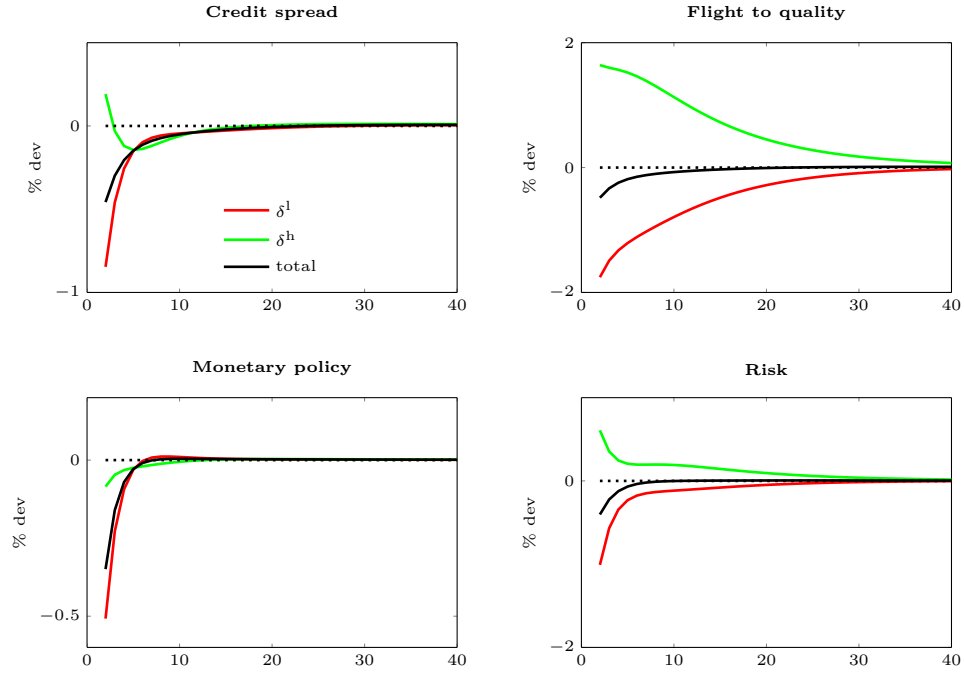 Credit spread
% dev
0
−1
δˡ
δʰ
total
0
10
20
30
40
Flight to quality
% dev
2
0
−2
0
10
20
30
40
Monetary policy
% dev
0
−0.5
0
10
20
30
40
Risk
% dev
0
−2
0
10
20
30
40